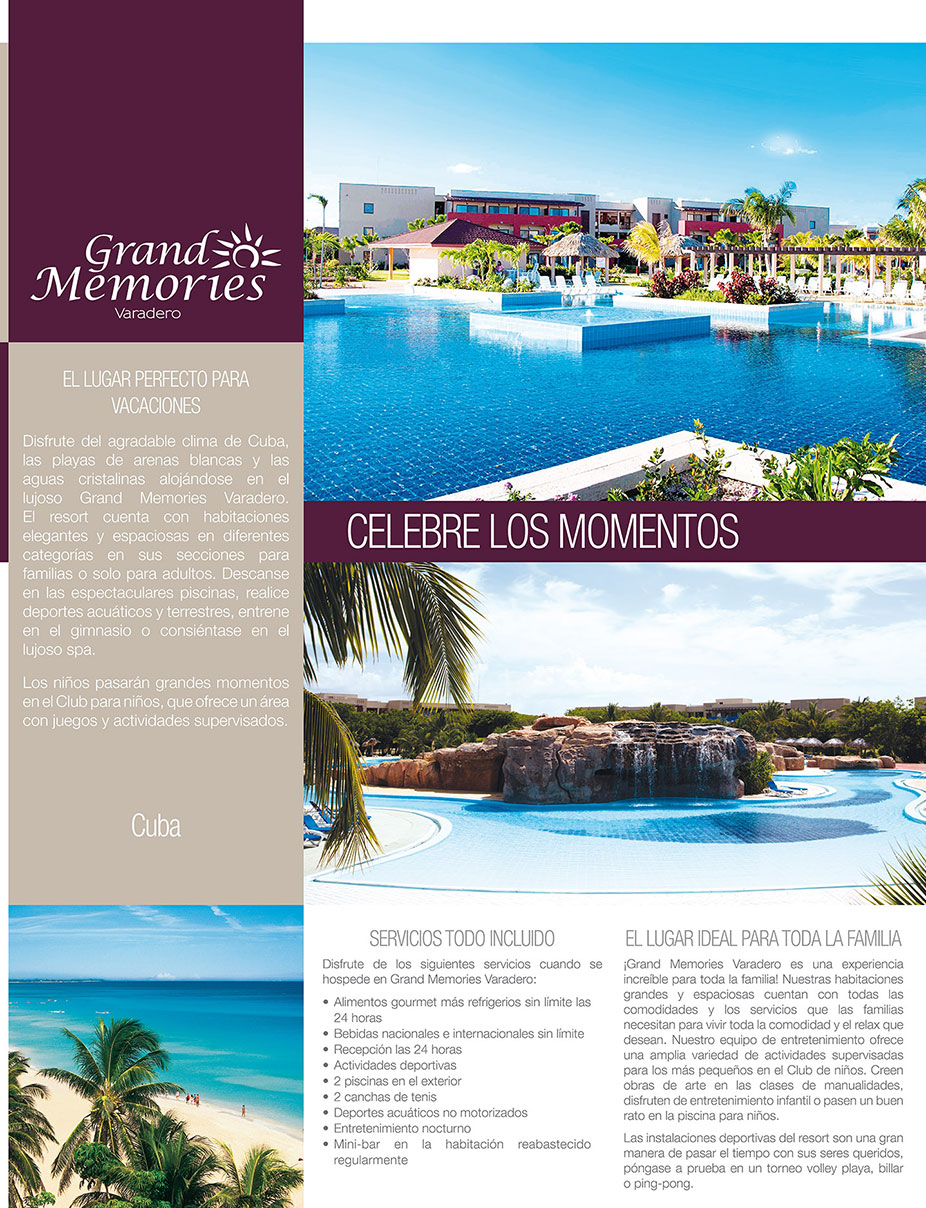 Grand
Memories
Varadero
EL LUGAR PERFECTO PARA
VACACIONES
Disfrute del agradable clima de Cuba,
las playas de arenas blancas y las
aguas cristalinas alojándose en el
lujoso Grand Memories Varadero.
El resort cuenta con habitaciones
elegantes y espaciosas en diferentes
categorías en sus secciones para
familias o solo para adultos. Descanse
en las espectaculares piscinas, realice
deportes acuáticos y terrestres, entrene
en el gimnasio o consiéntase en el
lujoso spa.
Los niños pasarán grandes momentos
en el Club para niños, que ofrece un área
con juegos y actividades supervisados.
Cuba
CELEBRE LOS MOMENTOS
SERVICIOS TODO INCLUIDO
Disfrute de los siguientes servicios cuando se
hospede en Grand Memories Varadero:
• Alimentos gourmet más refrigerios sin límite las
24 horas
• Bebidas nacionales e internacionales sin límite
• Recepción las 24 horas
• Actividades deportivas
• 2 piscinas en el exterior
• 2 canchas de tenis
• Deportes acuáticos no motorizados
• Entretenimiento nocturno
• Mini-bar en la habitación reabastecido
regularmente
EL LUGAR IDEAL PARA TODA LA FAMILIA
¡Grand Memories Varadero es una experiencia
increíble para toda la familia! Nuestras habitaciones
grandes y espaciosas cuentan con todas las
comodidades y los servicios que las familias
necesitan para vivir toda la comodidad y el relax que
desean. Nuestro equipo de entretenimiento ofrece
una amplia variedad de actividades supervisadas
para los más pequeños en el Club de niños. Creen
obras de arte en las clases de manualidades,
disfruten de entretenimiento infantil o pasen un buen
rato en la piscina para niños.
Las instalaciones deportivas del resort son una gran
manera de pasar el tiempo con sus seres queridos,
póngase a prueba en un torneo volley playa, billar
o ping-pong.